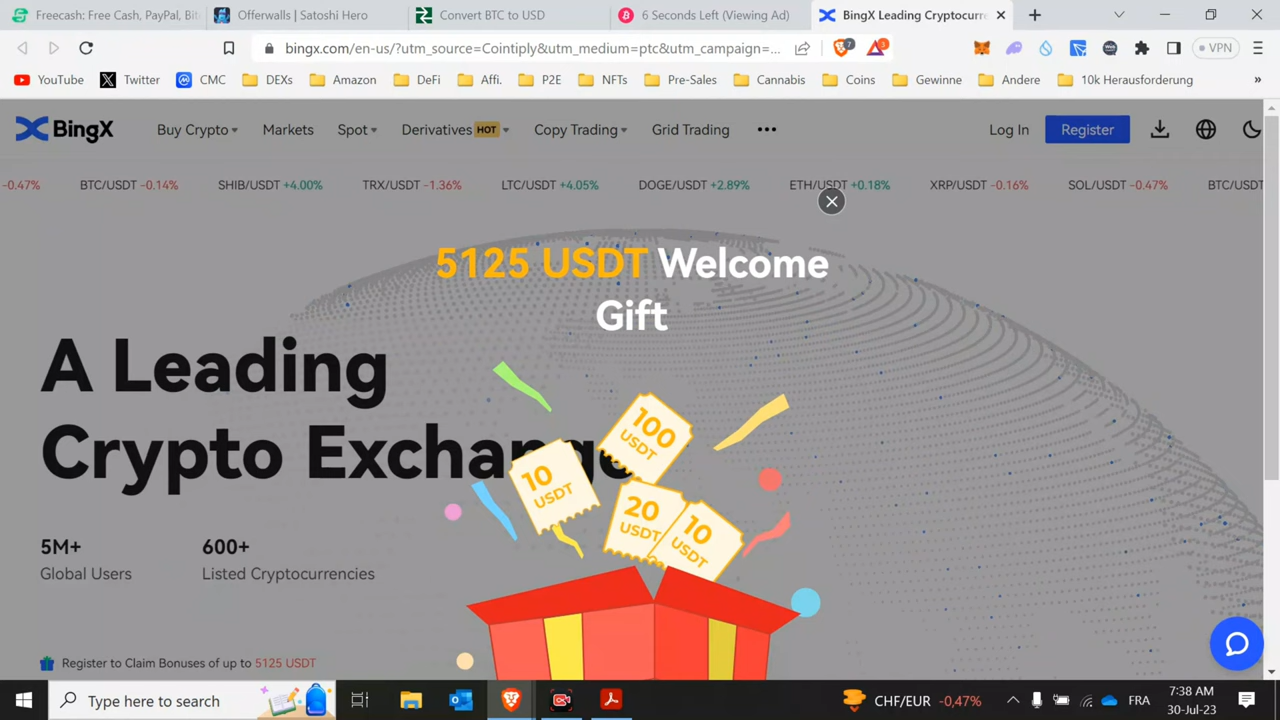 Freecash: Free Cash, PayPal, Bit
Offerwalls | Satoshi Hero
Convert BTC to USD
6 Seconds Left (Viewing Ad)
BingX Leading Cryptocurr
bingx.com/en-us/?utm_source=Cointiply&utm_medium=ptc&utm_campaign=...
7
3
VPN
YouTube
Twitter
CMC
DEXs
Amazon
DeFi
Affi.
P2E
NFTs
Pre-Sales
Cannabis
Coins
Gewinne
Andere
10k Herausforderung
»
BingX
Buy Crypto
Markets
Spot
Derivatives HOT
Copy Trading
Grid Trading
Log In
Register
-0.47%
BTC/USDT -0.14%
SHIB/USDT +4.00%
TRX/USDT -1.36%
LTC/USDT +4.05%
DOGE/USDT +2.89%
ETH/USDT +0.18%
XRP/USDT -0.16%
SOL/USDT -0.47%
BTC/USDT
5125 USDT Welcome
Gift
A Leading
Crypto Exchange
100
USDT
10
USDT
20
USDT
10
USDT
5M+
Global Users
600+
Listed Cryptocurrencies
Register to Claim Bonuses of up to 5125 USDT
Type here to search
CHF/EUR -0,47%
FRA
7:38 AM
30-Jul-23